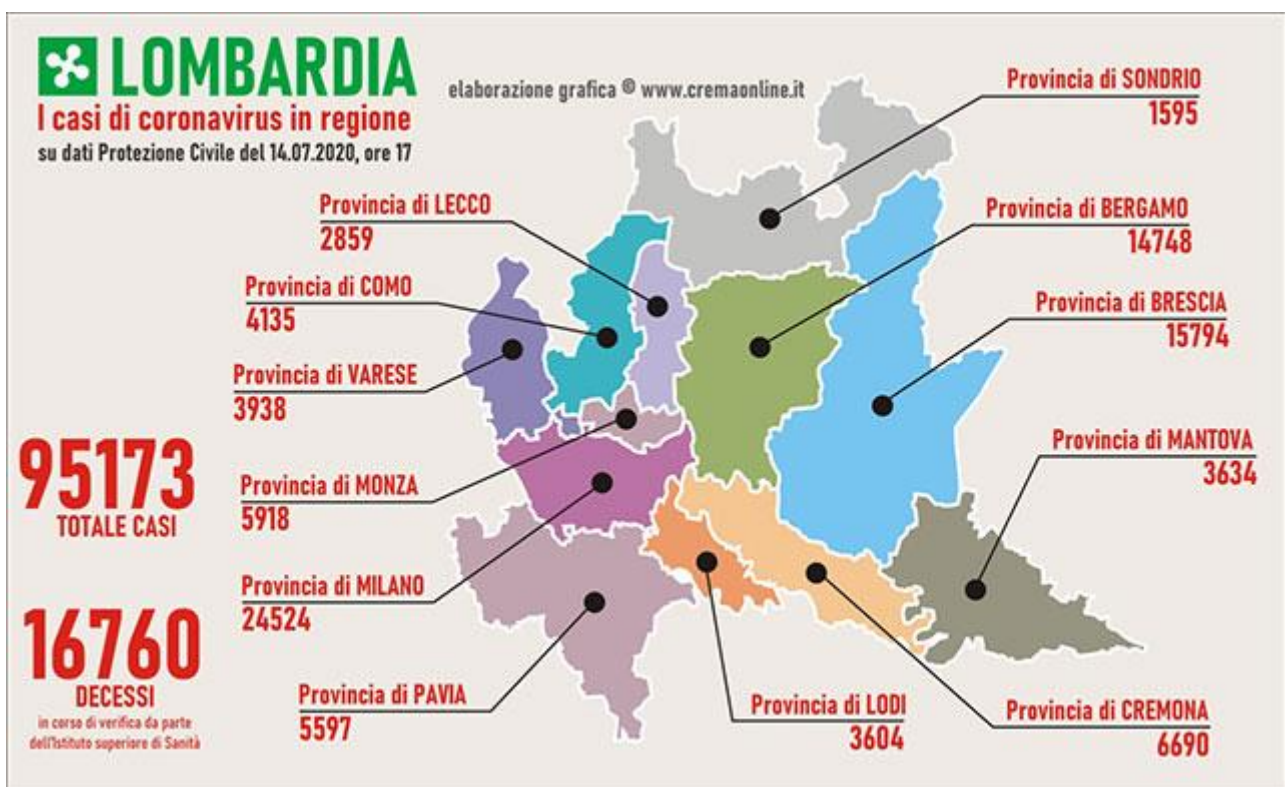 LOMBARDIA
I casi di coronavirus in regione
su dati Protezione Civile del 14.07.2020, ore 17
elaborazione grafica © www.cremaonline.it
Provincia di SONDRIO
1595
Provincia di LECCO
2859
Provincia di BERGAMO
14748
Provincia di COMO
4135
Provincia di BRESCIA
15794
Provincia di VARESE
3938
Provincia di MANTOVA
3634
95173
TOTALE CASI
Provincia di MONZA
5918
Provincia di MILANO
24524
16760
DECESSI
in corso di verifica da parte
dell'Istituto superiore di Sanità
Provincia di PAVIA
5597
Provincia di LODI
3604
Provincia di CREMONA
6690